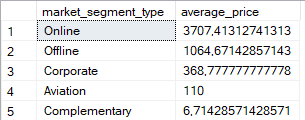 market_segment_type average_price
1 Online 3707,41312741313
2 Offline 1064,67142857143
3 Corporate 368,777777777778
4 Aviation 110
5 Complementary 6,71428571428571